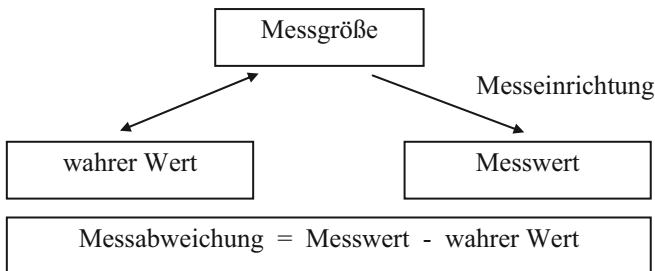 Messgröße
Messeinrichtung
wahrer Wert
Messwert
Messabweichung = Messwert - wahrer Wert